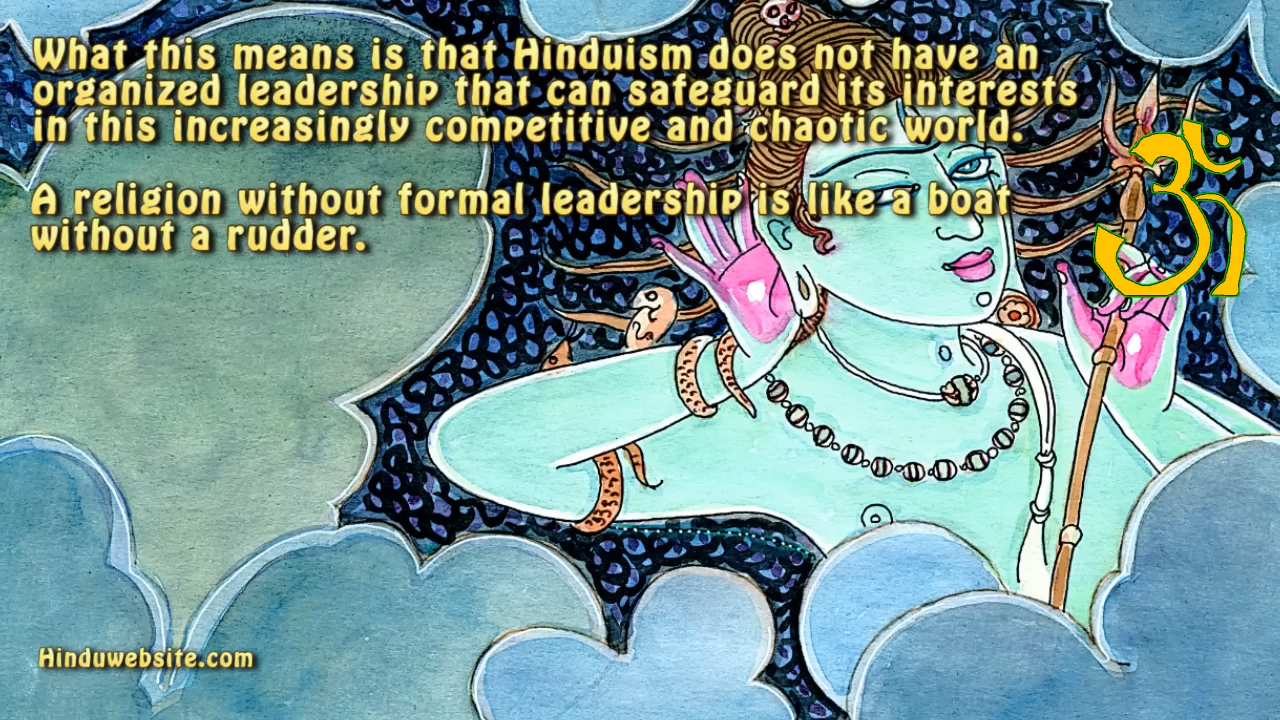 What this means is that Hinduism does not have an
organized leadership that can safeguard its interests
in this increasingly competitive and chaotic world.
A religion without formal leadership is like a boat
without a rudder.
ॐ
Hinduwebsite.com